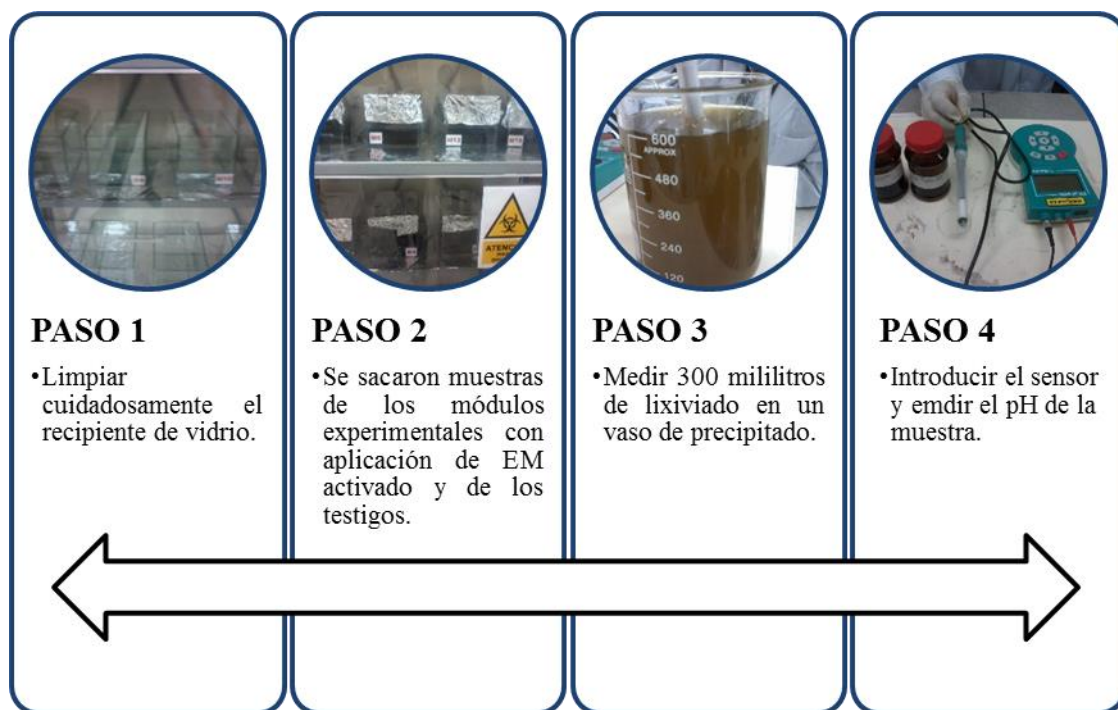 PASO 1
•Limpiar
cuidadosamente el
recipiente de vidrio.
PASO 2
•Se sacaron muestras
de los módulos
experimentales con
aplicación de EM
activado y de los
testigos.
ATENCIÓN
600
APPROX
480
360
240
120
PASO 3
•Medir 300 mililitros
de lixiviado en un
vaso de precipitado.
PASO 4
•Introducir el sensor
y emdir el pH de la
muestra.